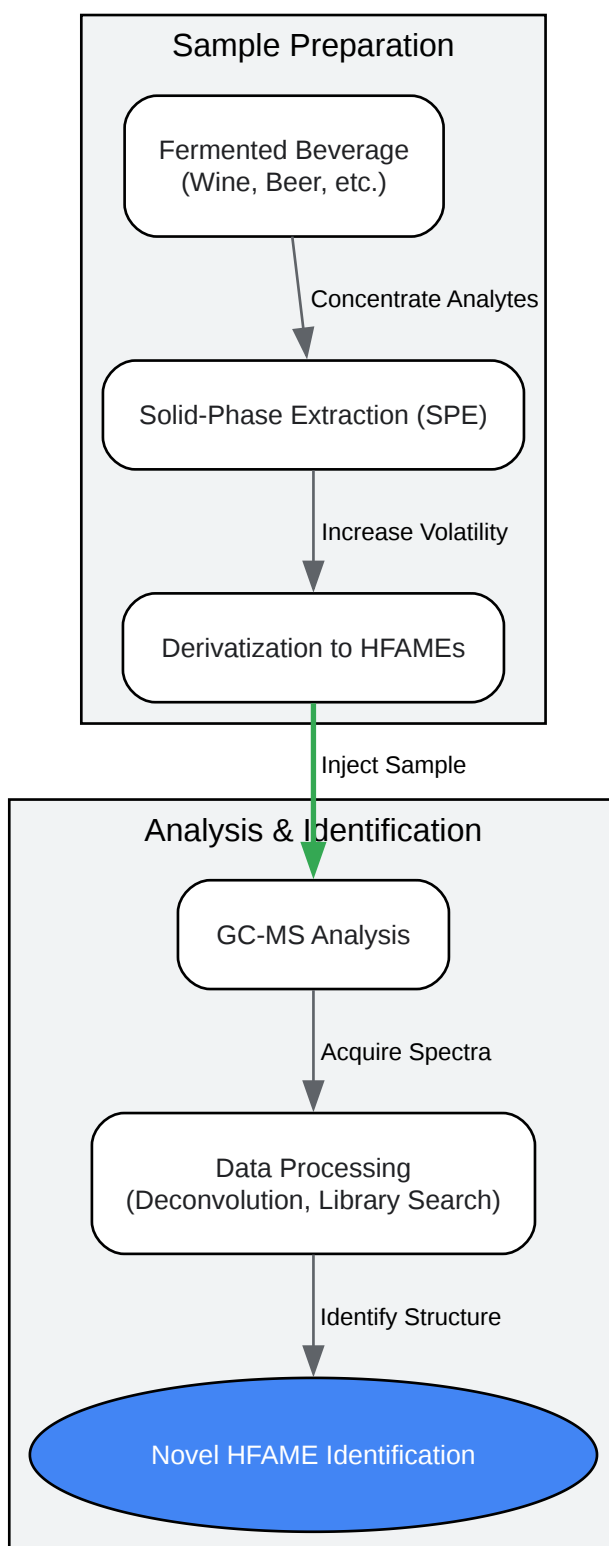 Sample Preparation
Fermented Beverage
(Wine, Beer, etc.)
Concentrate Analytes
Solid-Phase Extraction (SPE)
Increase Volatility
Derivatization to HFAMEs
Inject Sample
Analysis & Identification
GC-MS Analysis
Acquire Spectra
Data Processing
(Deconvolution, Library Search)
Identify Structure
Novel HFAME Identification